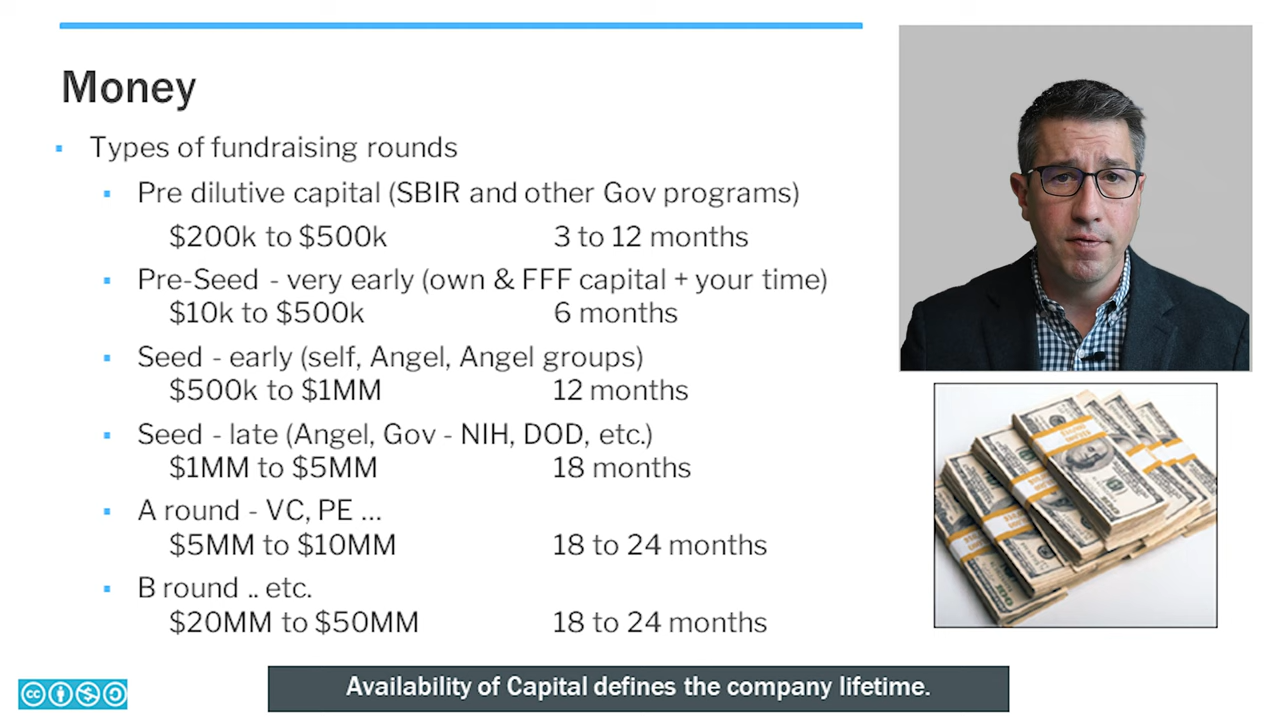 Money
Types of fundraising rounds
Pre dilutive capital (SBIR and other Gov programs)
$200k to $500k 3 to 12 months
Pre-Seed - very early (own & FFF capital + your time)
$10k to $500k 6 months
Seed - early (self, Angel, Angel groups)
$500k to $1MM 12 months
Seed - late (Angel, Gov - NIH, DOD, etc.)
$1MM to $5MM 18 months
A round - VC, PE ...
$5MM to $10MM 18 to 24 months
B round .. etc.
$20MM to $50MM 18 to 24 months
cc
Availability of Capital defines the company lifetime.